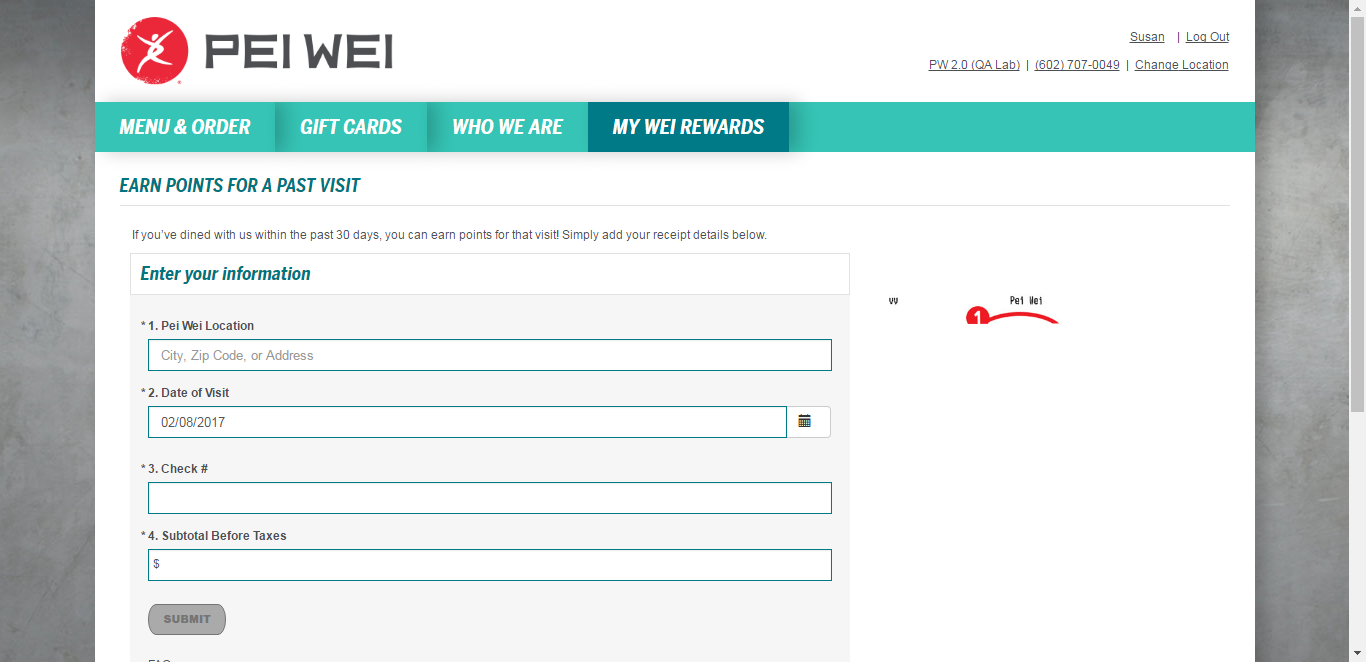 PEI WEI
Susan | Log Out
PW 2.0 (QA Lab) | (602) 707-0049 | Change Location
MENU & ORDER GIFT CARDS WHO WE ARE MY WEI REWARDS
EARN POINTS FOR A PAST VISIT
If you've dined with us within the past 30 days, you can earn points for that visit! Simply add your receipt details below.
Enter your information
* 1. Pei Wei Location
City, Zip Code, or Address
* 2. Date of Visit
02/08/2017
* 3. Check #
* 4. Subtotal Before Taxes
$
SUBMIT
VV Pei Wei
1